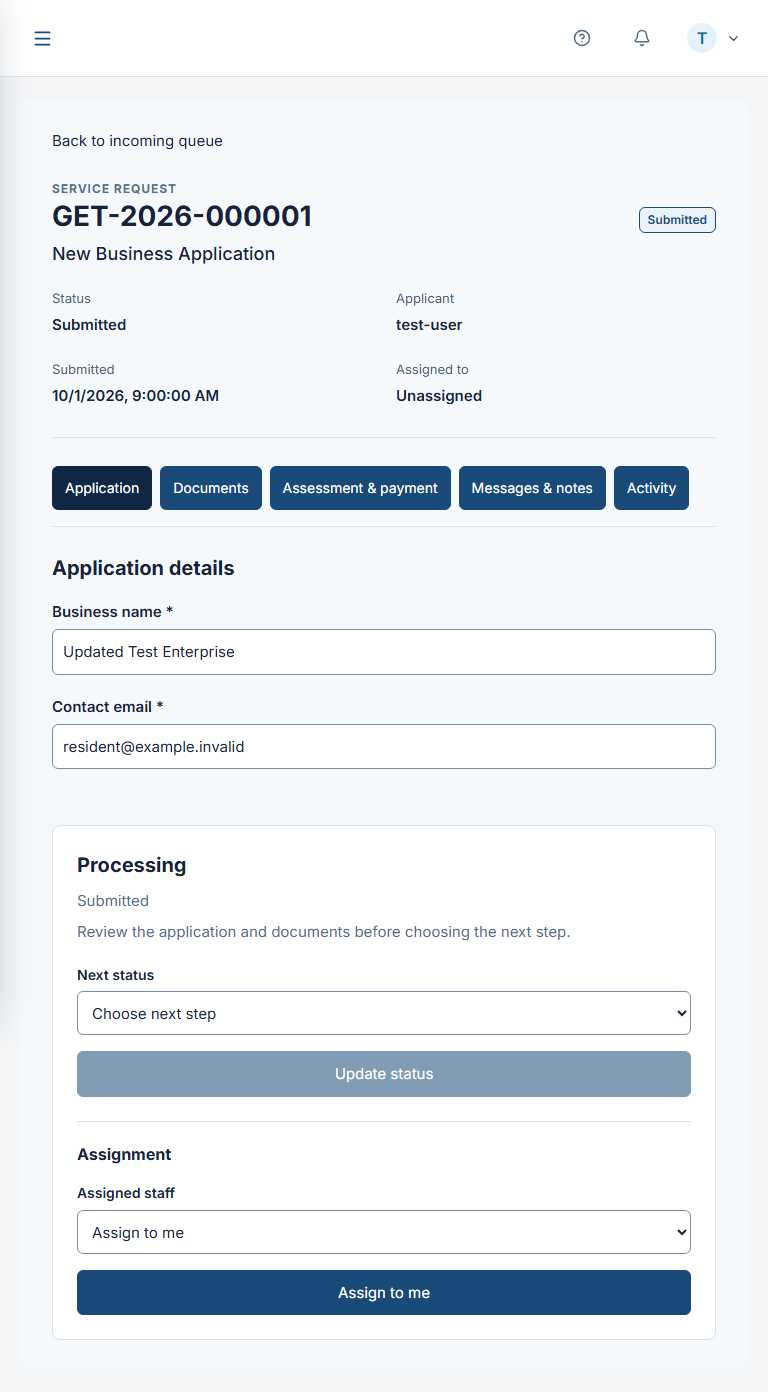 T
Back to incoming queue
SERVICE REQUEST
GET-2026-000001
Submitted
New Business Application
Status
Applicant
Submitted
test-user
Submitted
Assigned to
10/1/2026, 9:00:00 AM
Unassigned
Application
Documents
Assessment & payment
Messages & notes
Activity
Application details
Business name *
Updated Test Enterprise
Contact email *
resident@example.invalid
Processing
Submitted
Review the application and documents before choosing the next step.
Next status
Choose next step
Update status
Assignment
Assigned staff
Assign to me
Assign to me